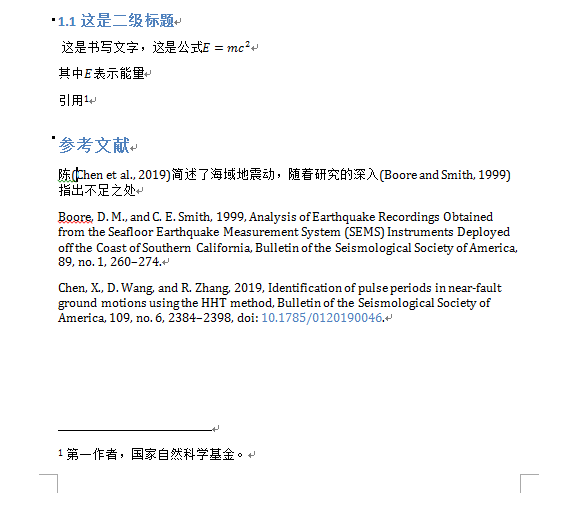 1.1 这是二级标题
这是书写文字，这是公式E = mc²
其中E表示能量
引用¹
参考文献
陈(Chen et al., 2019)简述了海域地震动，随着研究的深入(Boore and Smith, 1999)
指出不足之处
Boore, D. M., and C. E. Smith, 1999, Analysis of Earthquake Recordings Obtained
from the Seafloor Earthquake Measurement System (SEMS) Instruments Deployed
off the Coast of Southern California, Bulletin of the Seismological Society of America,
89, no. 1, 260–274.
Chen, X., D. Wang, and R. Zhang, 2019, Identification of pulse periods in near-fault
ground motions using the HHT method, Bulletin of the Seismological Society of
America, 109, no. 6, 2384–2398, doi: 10.1785/0120190046.
¹ 第一作者，国家自然科学基金。